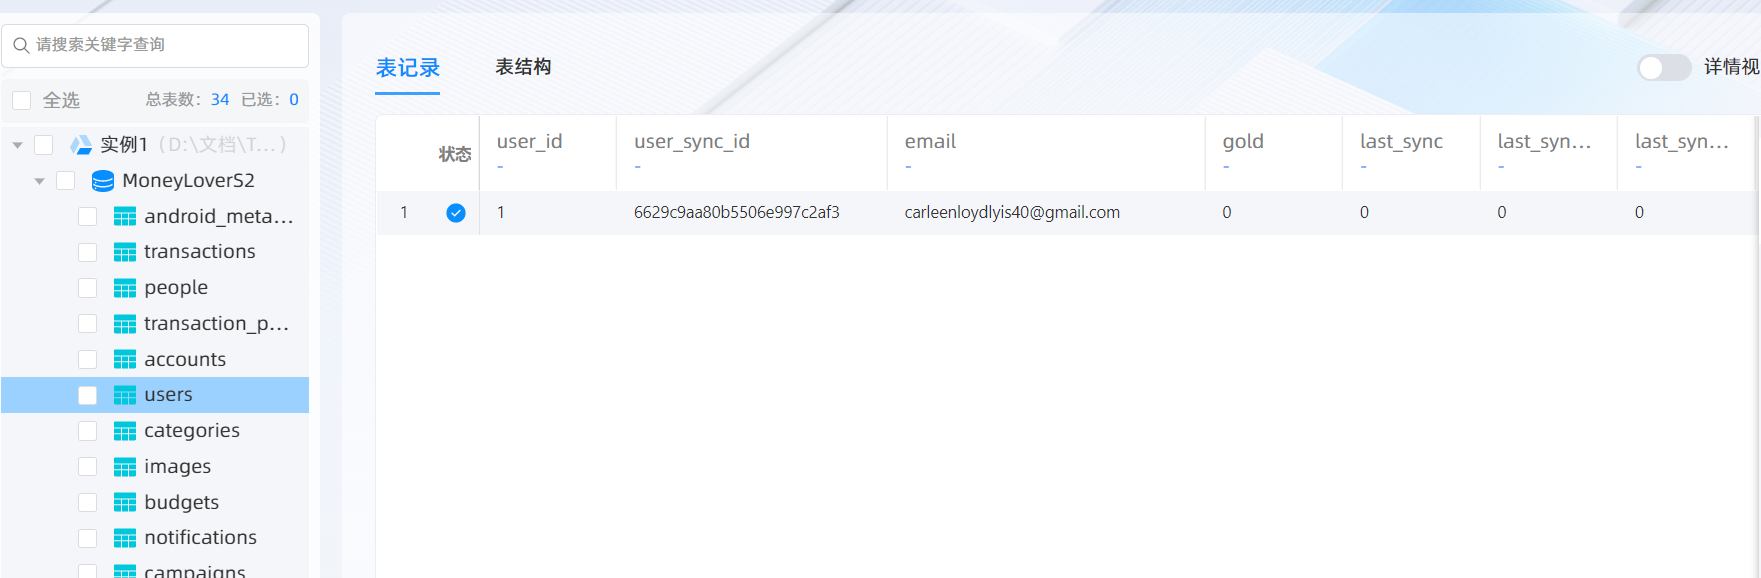 请搜索关键字查询
全选 总表数: 34 已选: 0
实例1 (D:\文档\T...)
MoneyLoverS2
android_meta...
transactions
people
transaction_p...
accounts
users
categories
images
budgets
notifications
campaigns
表记录 表结构 详情视
状态 user_id user_sync_id email gold last_sync last_syn... last_syn...
- - - - - - -
1 1 6629c9aa80b5506e997c2af3 carleenloydlyis40@gmail.com 0 0 0 0